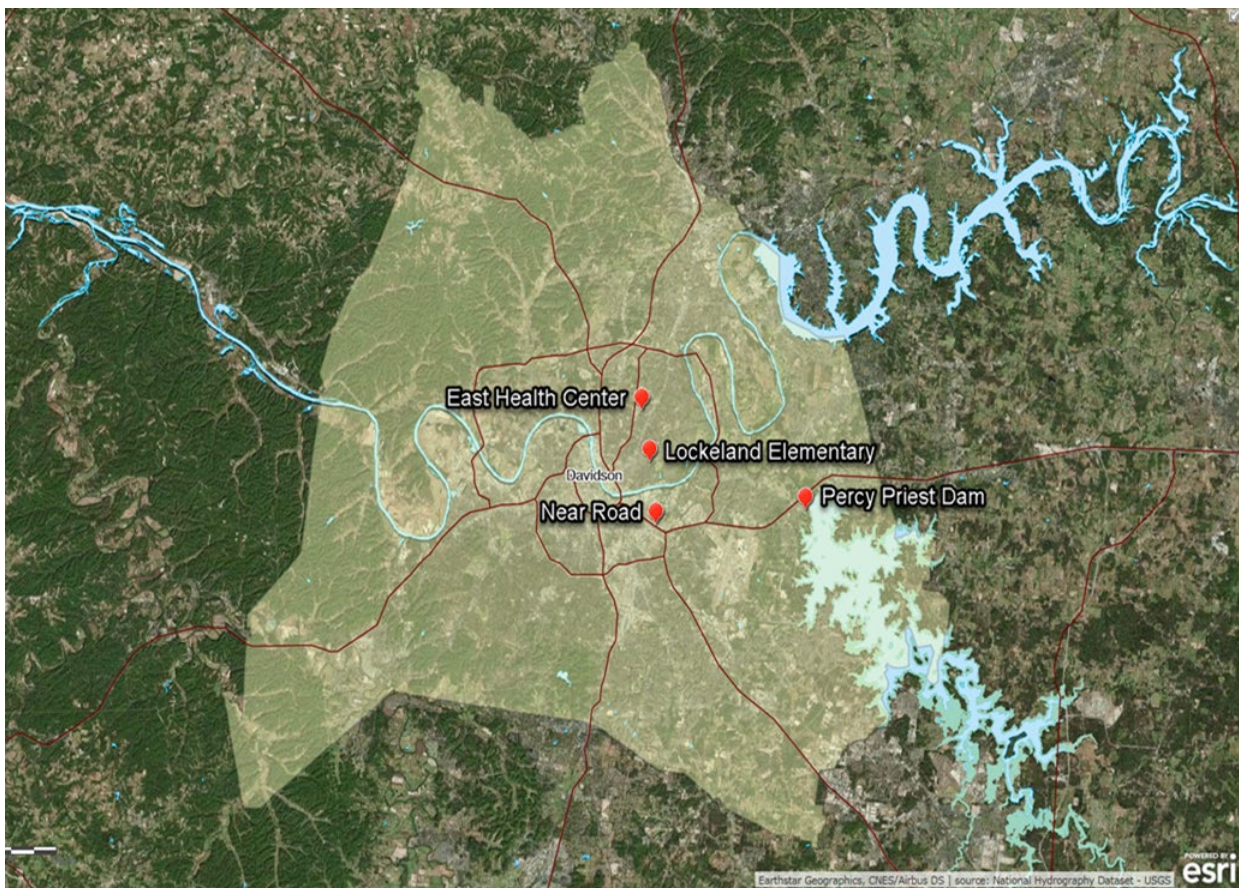 East Health Center
Lockeland Elementary
Davidson
Percy Priest Dam
Near Road
Earthstar Geographics, CNES/Airbus DS | source: National Hydrography Dataset - USGS
POWERED BY
esri